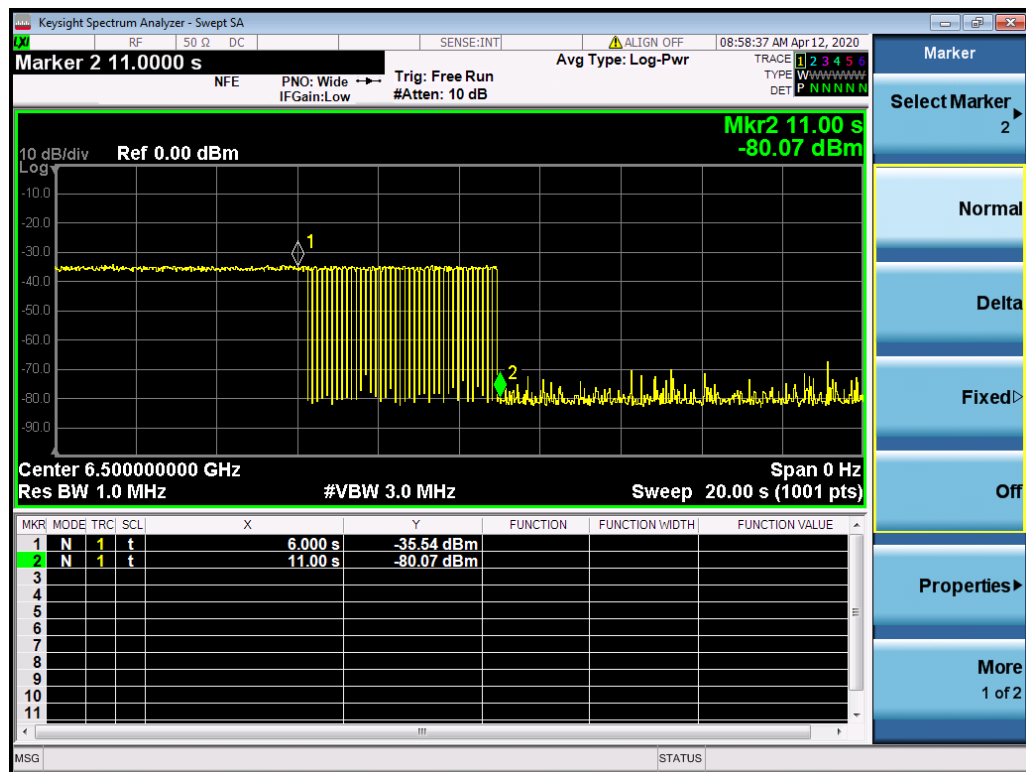 Keysight Spectrum Analyzer - Swept SA
LXI RF 50 Ω DC SENSE:INT ALIGN OFF 08:58:37 AM Apr 12, 2020
Marker 2 11.0000 s
NFE
PNO: Wide
IFGain:Low
Trig: Free Run
#Atten: 10 dB
Avg Type: Log-Pwr
TRACE 1 2 3 4 5 6
TYPE WWWWWWW
DET P N N N N N
Mkr2 11.00 s
-80.07 dBm
10 dB/div Ref 0.00 dBm
Log
-10.0
-20.0
-30.0
-40.0
-50.0
-60.0
-70.0
-80.0
-90.0
1
2
Center 6.500000000 GHz Span 0 Hz
Res BW 1.0 MHz #VBW 3.0 MHz Sweep 20.00 s (1001 pts)
MKR MODE TRC SCL X Y FUNCTION FUNCTION WIDTH FUNCTION VALUE
1 N 1 t 6.000 s -35.54 dBm
2 N 1 t 11.00 s -80.07 dBm
3
4
5
6
7
8
9
10
11
MSG STATUS
Marker
Select Marker
2
Normal
Delta
Fixed
Off
Properties
More
1 of 2